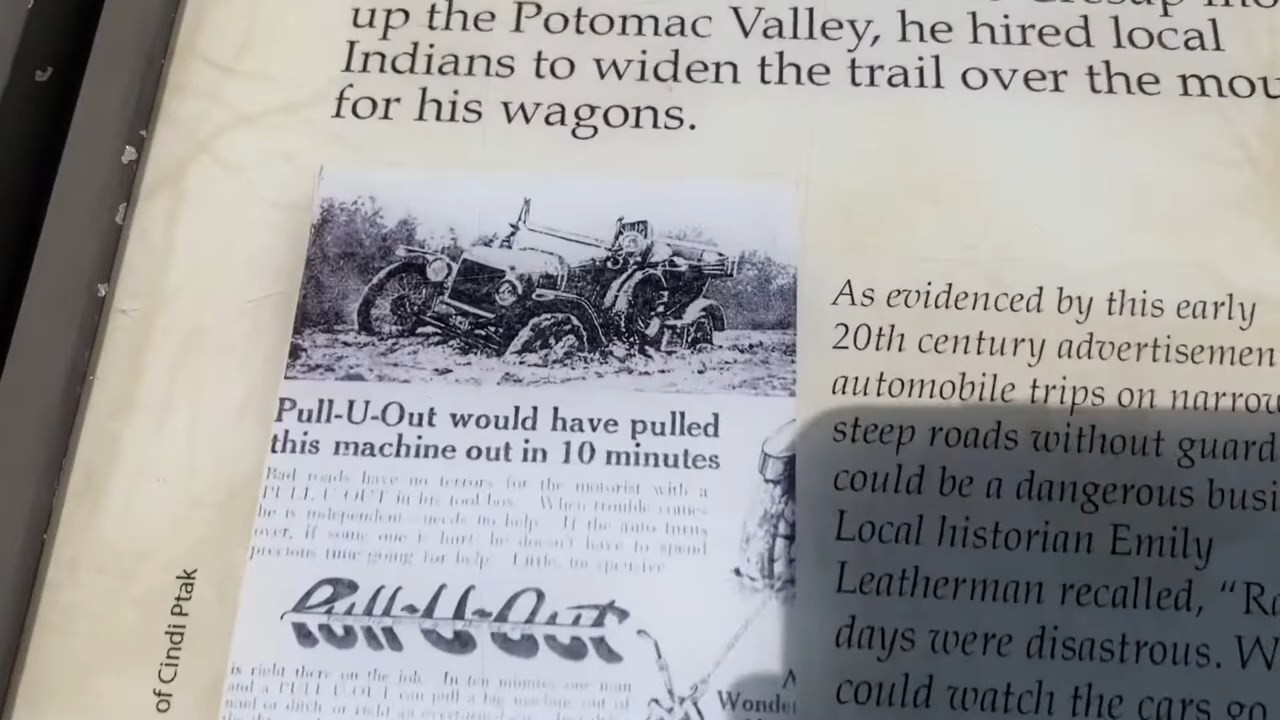 up the Potomac Valley, he hired local
Indians to widen the trail over the mou
for his wagons.
Pull-U-Out would have pulled
this machine out in 10 minutes
Bad roads have no terrors for the motorist with a
PULL U OUT in his tool box. When trouble comes
he is independent needs no help. If the auto turns
over, if some one is hurt he doesn't have to spend
precious time going for help.
Pull-U-Out
is right there on the job. In ten minutes one man
and a PULL U OUT can pull a big machine out of
Wonder
As evidenced by this early
20th century advertisemen
automobile trips on narrow
steep roads without guard
could be a dangerous busi
Local historian Emily
Leatherman recalled, "Ra
days were disastrous. W
could watch the cars go
of Cindi Ptak